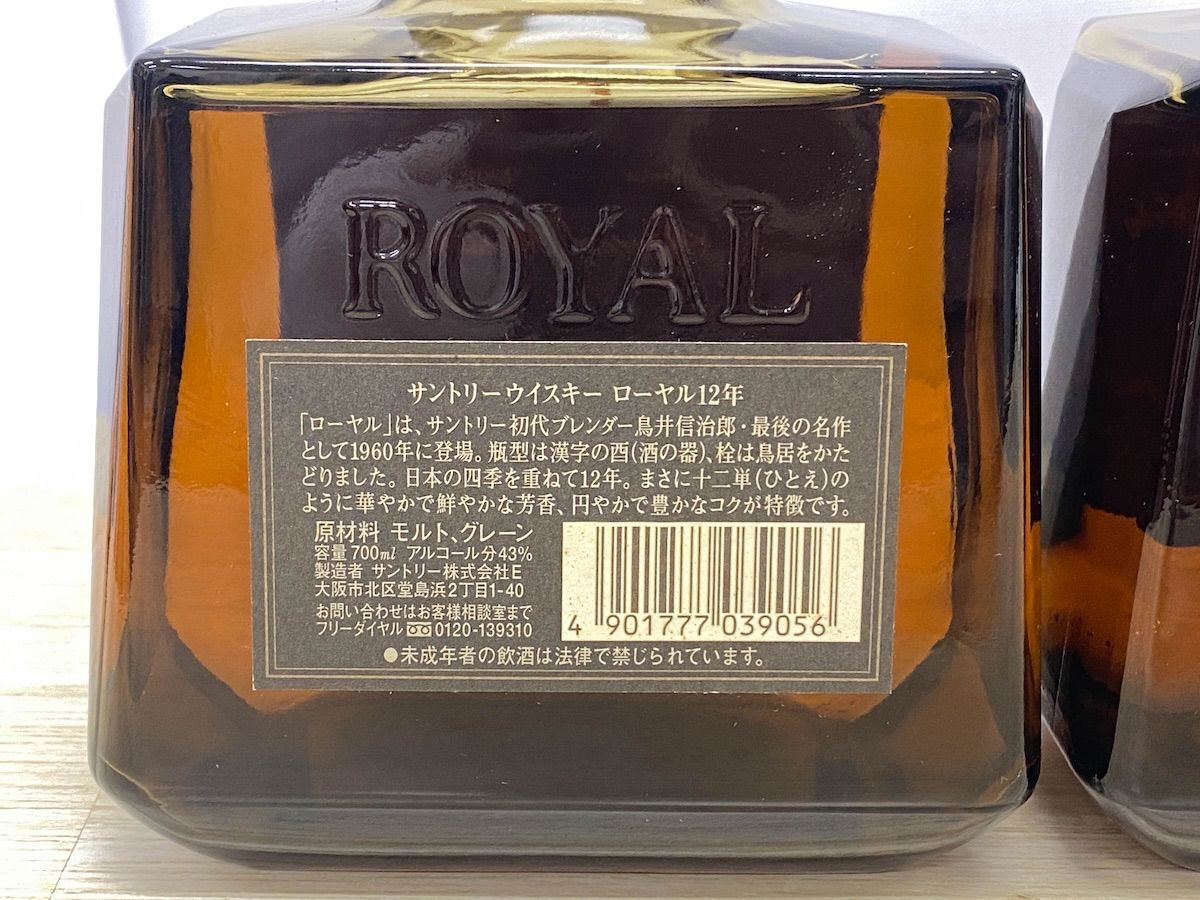 ROYAL
サントリーウイスキー ローヤル12年
「ローヤル」は、サントリー初代ブレンダー鳥井信治郎・最後の名作
として1960年に登場。瓶型は漢字の酉(酒の器)、栓は鳥居をかた
どりました。日本の四季を重ねて12年。まさに十二単(ひとえ)の
ように華やかで鮮やかな芳香、円やかで豊かなコクが特徴です。
原材料 モルト、グレーン
容量 700ml アルコール分43%
製造者 サントリー株式会社E
大阪市北区堂島浜2丁目1-40
お問い合わせはお客様相談室まで
フリーダイヤル 0120-139310
4 901777 039056
●未成年者の飲酒は法律で禁じられています。